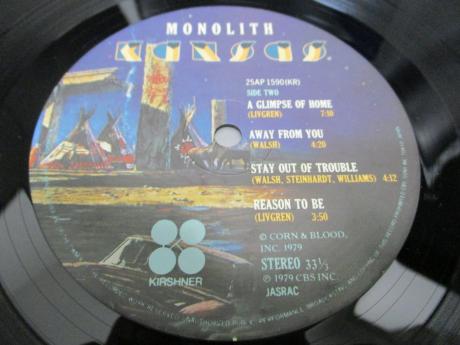 MONOLITH
KANSAS
25AP 1590(KR)
SIDE TWO
A GLIMPSE OF HOME
(LIVGREN) 7:10
AWAY FROM YOU
(WALSH) 4:20
STAY OUT OF TROUBLE
(WALSH, STEINHARDT, WILLIAMS) 4:12
REASON TO BE
(LIVGREN) 3:50
© CORN & BLOOD,
INC. 1979
STEREO 33⅓
℗ 1979 CBS INC.
JASRAC
KIRSHNER